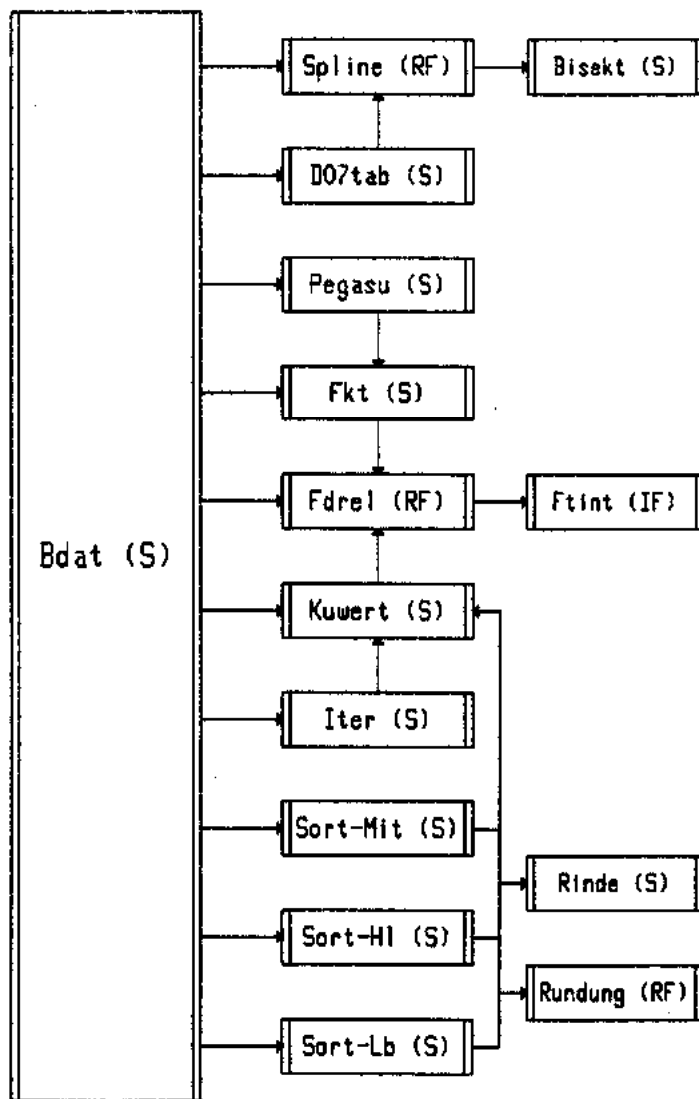 Spline (RF)
Bisekt (S)
D07tab (S)
Pegasu (S)
Fkt (S)
Fdrel (RF)
Ftint (IF)
Bdat (S)
Kuwert (S)
Iter (S)
Sort-Mit (S)
Rinde (S)
Sort-Hl (S)
Rundung (RF)
Sort-Lb (S)